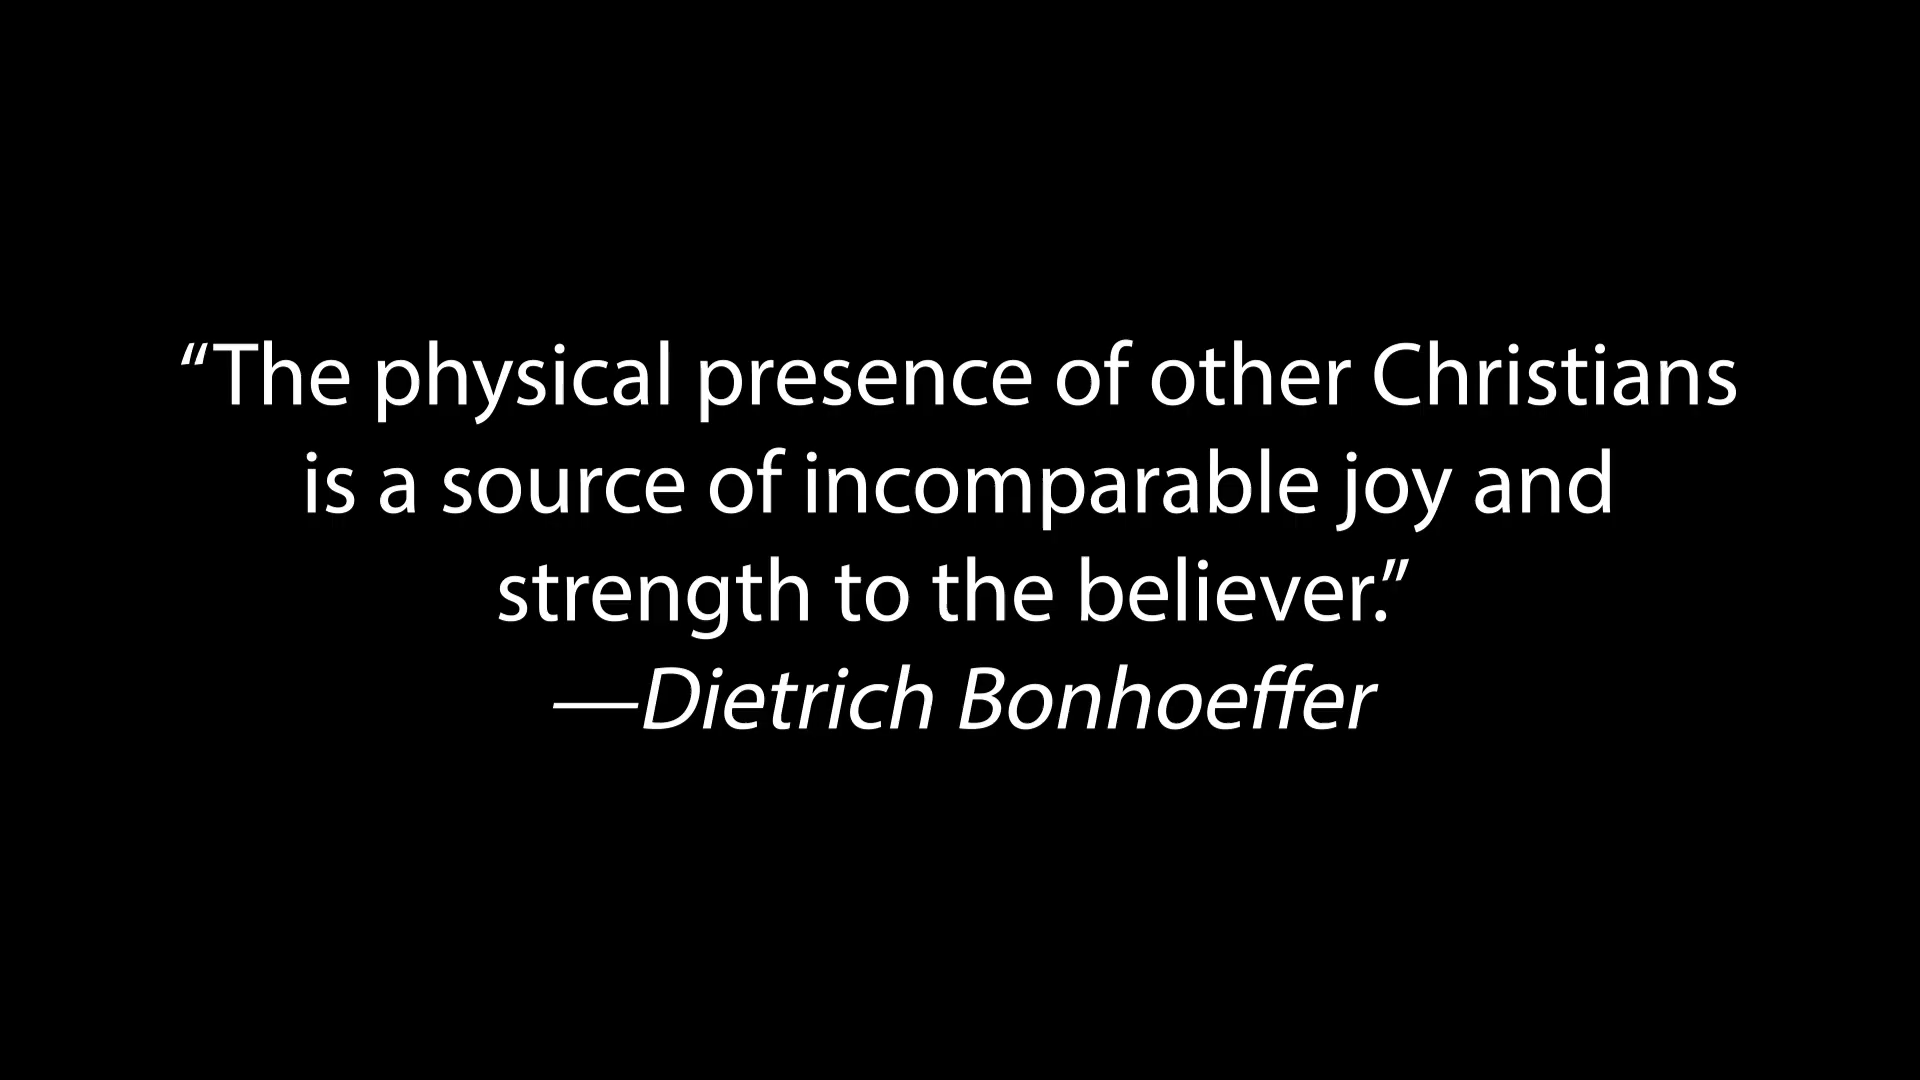 “The physical presence of other Christians
is a source of incomparable joy and
strength to the believer.”
—Dietrich Bonhoeffer